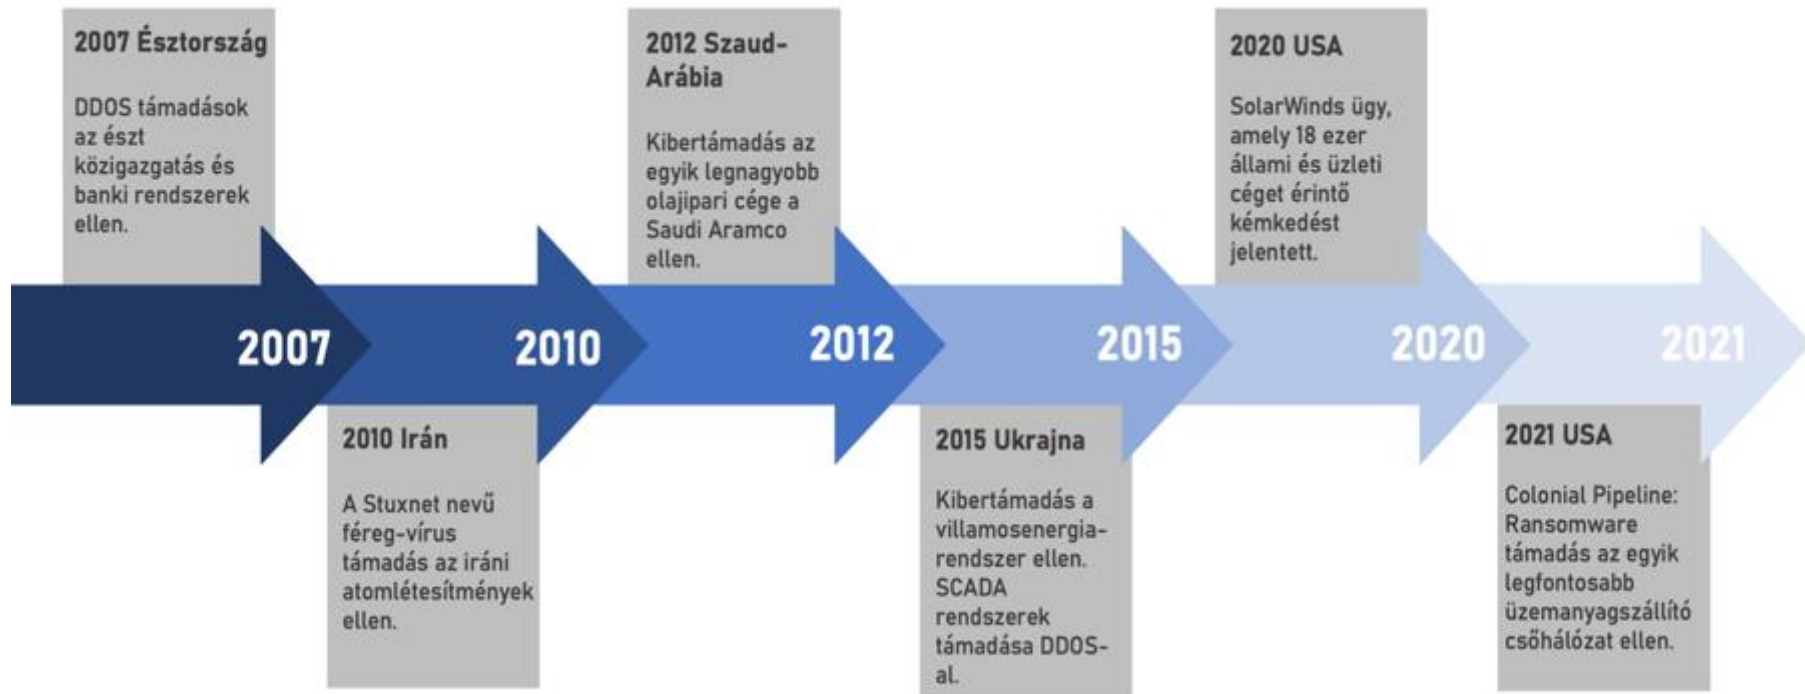 2007 Észtország
DDOS támadások
az észt
közigazgatás és
banki rendszerek
ellen.
2012 Szaud-
Arábia
Kibertámadás az
egyik legnagyobb
olajipari cége a
Saudi Aramco
ellen.
2020 USA
SolarWinds ügy,
amely 18 ezer
állami és üzleti
céget érintő
kémkedést
jelentett.
2007
2010
2012
2015
2020
2021
2010 Irán
A Stuxnet nevű
féreg-vírus
támadás az iráni
atomlétesítmények
ellen.
2015 Ukrajna
Kibertámadás a
villamosenergia-
rendszer ellen.
SCADA
rendszerek
támadása DDOS-
al.
2021 USA
Colonial Pipeline:
Ransomware
támadás az egyik
legfontosabb
üzemanyagszállító
csőhálózat ellen.